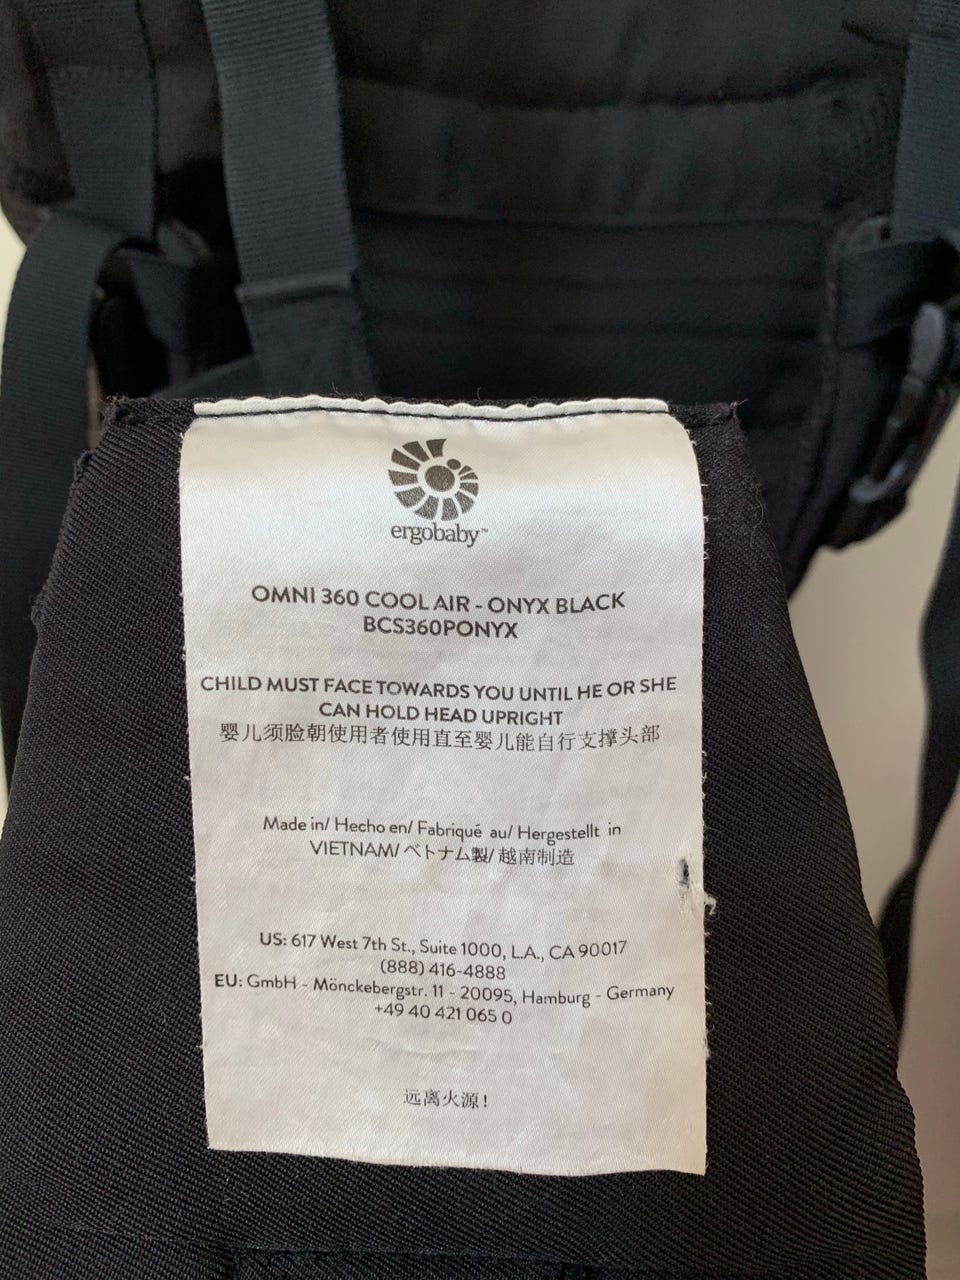 ergobaby™
OMNI 360 COOL AIR - ONYX BLACK
BCS360PONYX
CHILD MUST FACE TOWARDS YOU UNTIL HE OR SHE
CAN HOLD HEAD UPRIGHT
婴儿须脸朝使用者使用直至婴儿能自行支撑头部
Made in/ Hecho en/ Fabriqué au/ Hergestellt in
VIETNAM/ ベトナム製/ 越南制造
US: 617 West 7th St., Suite 1000, L.A., CA 90017
(888) 416-4888
EU: GmbH - Mönckebergstr. 11 - 20095, Hamburg - Germany
+49 40 421 065 0
远离火源!